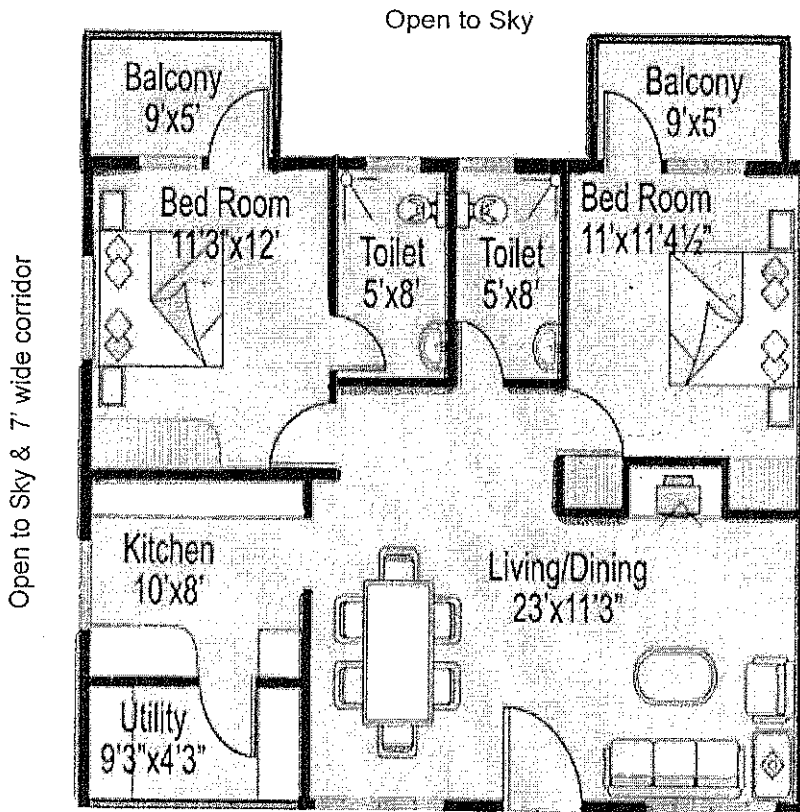 Open to Sky
Balcony
9'x5'
Balcony
9'x5'
Bed Room
11'3"x12'
Toilet
5'x8'
Toilet
5'x8'
Bed Room
11'x11'4½"
Open to Sky & 7' wide corridor
Kitchen
10'x8'
Living/Dining
23'x11'3"
Utility
9'3"x4'3"